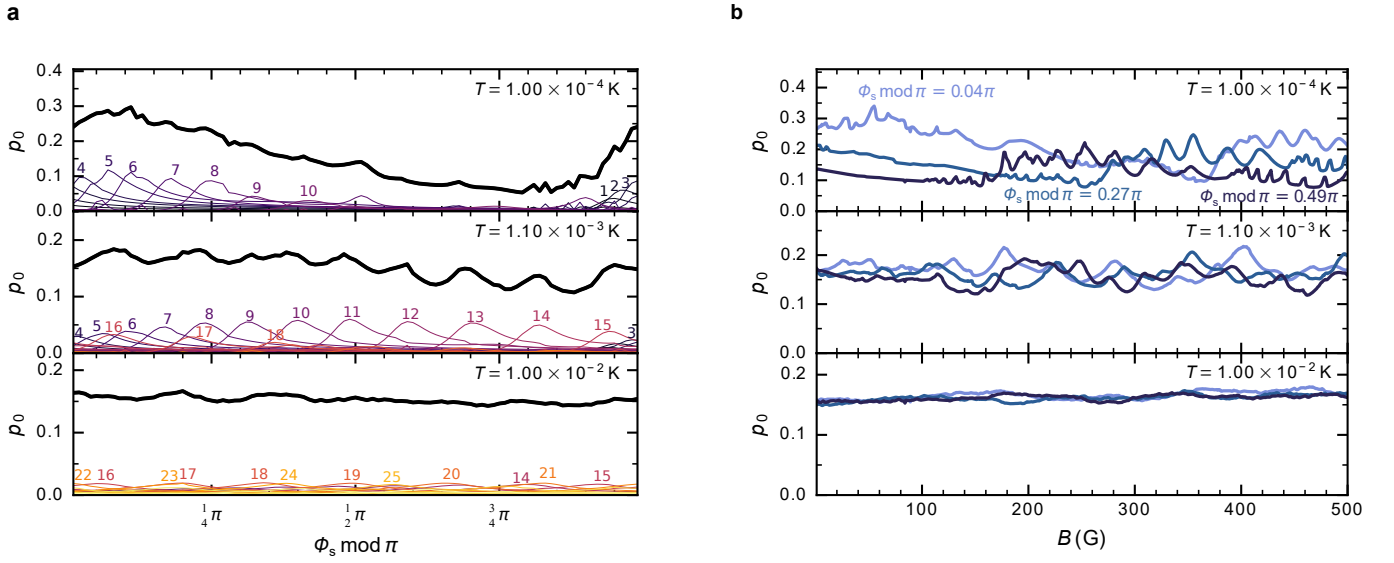 a
b
0.4
0.3
0.2
0.1
0.0
p₀
T = 1.00 × 10⁻⁴ K
4 5 6 7 8 9 10 1 2 3
0.2
0.1
0.0
p₀
T = 1.10 × 10⁻³ K
4 5 16 6 7 8 17 9 18 10 11 12 13 14 15 3
0.2
0.1
0.0
p₀
T = 1.00 × 10⁻² K
22 16 23 17 18 24 19 25 20 14 21 15
1/4 π 1/2 π 3/4 π
Φₛ mod π
0.4
0.3
0.2
0.1
0.0
p₀
Φₛ mod π = 0.04π
T = 1.00 × 10⁻⁴ K
Φₛ mod π = 0.27π
Φₛ mod π = 0.49π
0.2
0.1
0.0
p₀
T = 1.10 × 10⁻³ K
0.2
0.1
0.0
p₀
T = 1.00 × 10⁻² K
100 200 300 400 500
B (G)